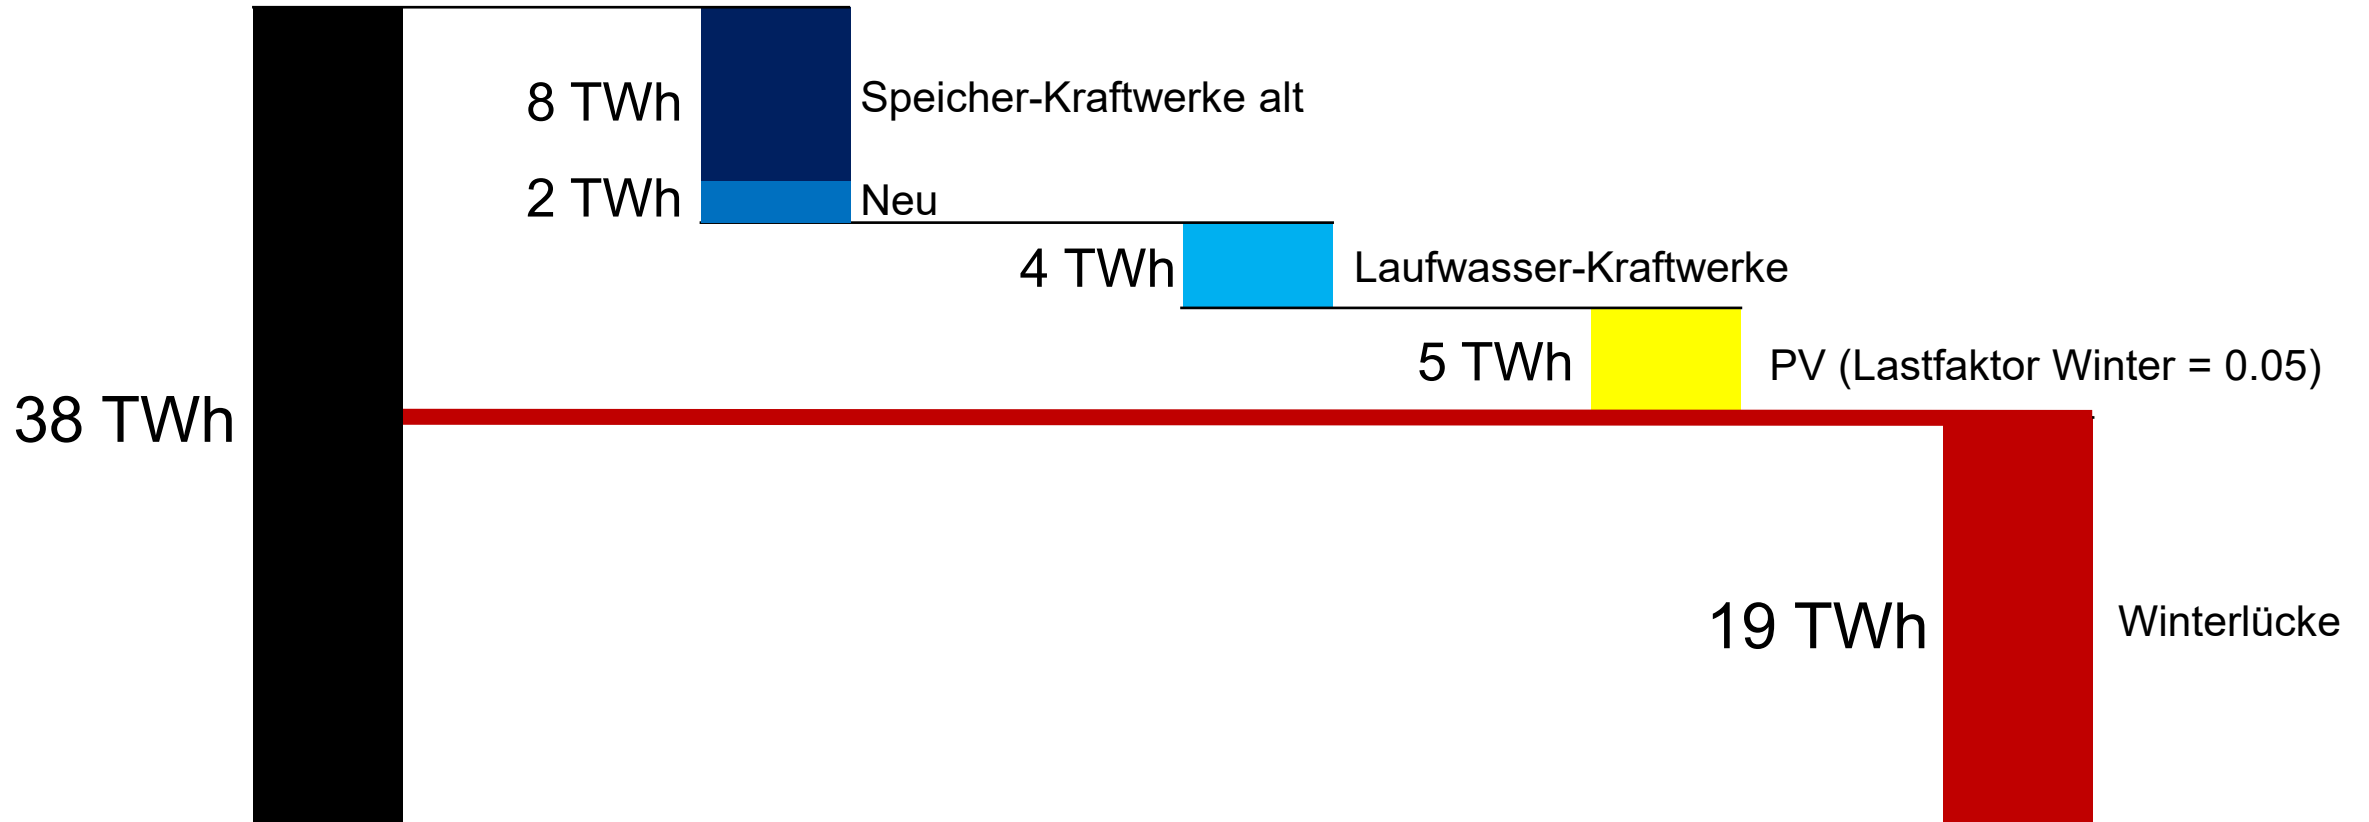 8 TWh
Speicher-Kraftwerke alt
2 TWh
Neu
4 TWh
Laufwasser-Kraftwerke
5 TWh
PV (Lastfaktor Winter = 0.05)
38 TWh
19 TWh
Winterlücke